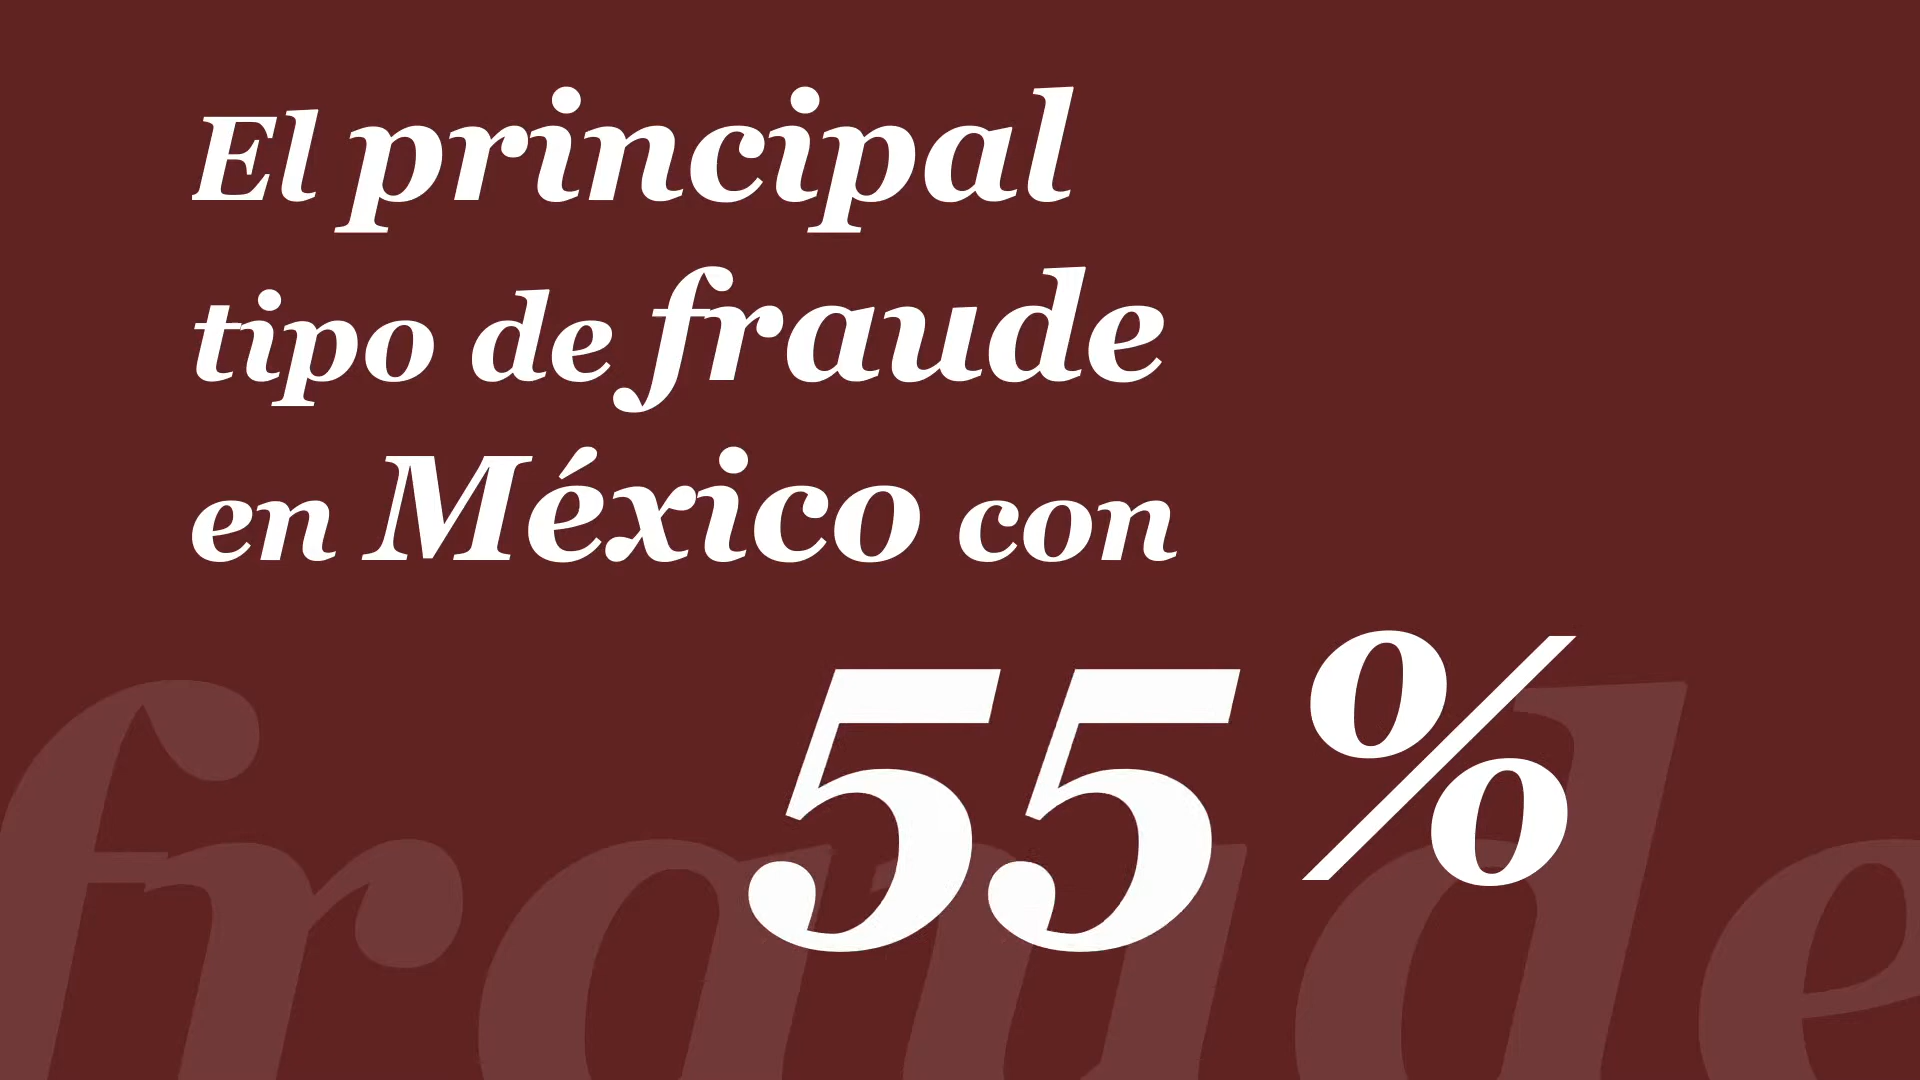 El principal
tipo de fraude
en México con
55%
fraude